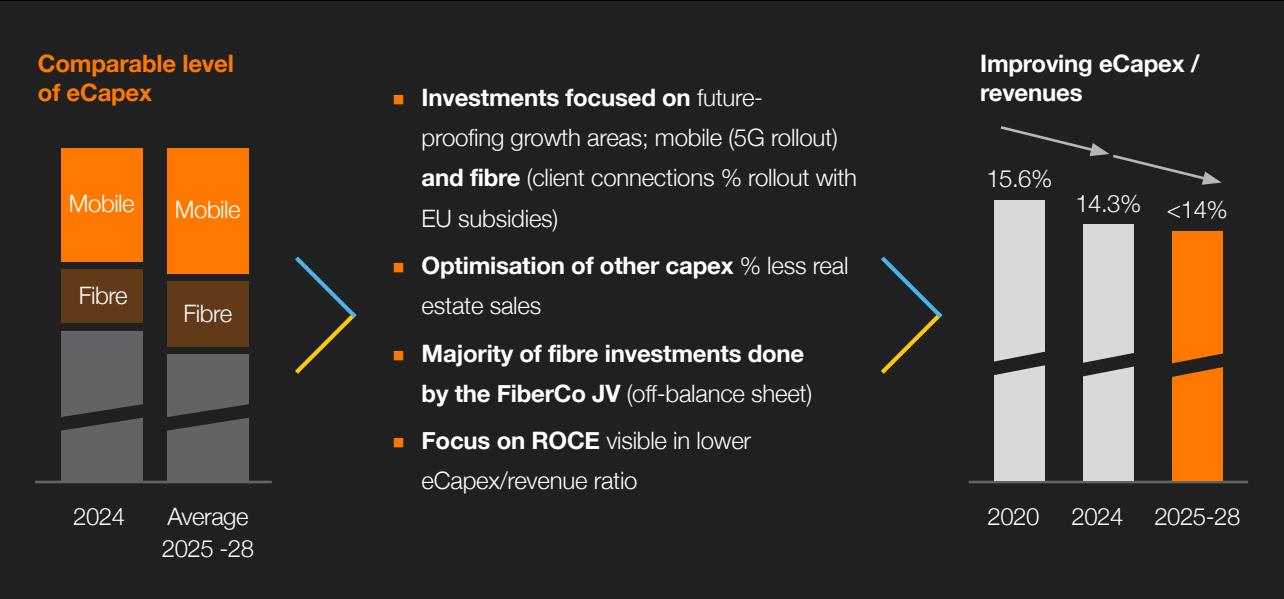 Comparable level
of eCapex
Mobile
Mobile
Fibre
Fibre
2024
Average
2025 -28
■ Investments focused on future-
proofing growth areas; mobile (5G rollout)
and fibre (client connections % rollout with
EU subsidies)
■ Optimisation of other capex % less real
estate sales
■ Majority of fibre investments done
by the FiberCo JV (off-balance sheet)
■ Focus on ROCE visible in lower
eCapex/revenue ratio
Improving eCapex /
revenues
15.6%
14.3%
<14%
2020
2024
2025-28